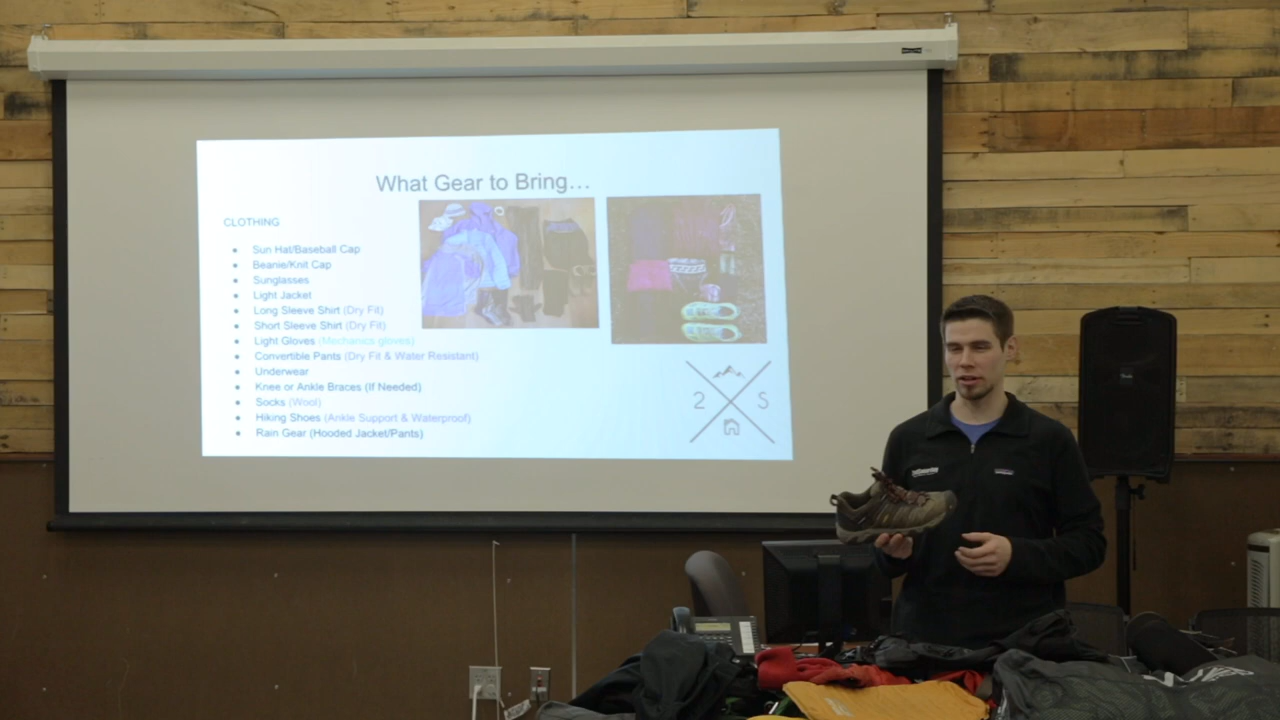 What Gear to Bring...
CLOTHING
Sun Hat/Baseball Cap
Beanie/Knit Cap
Sunglasses
Light Jacket
Long Sleeve Shirt (Dry Fit)
Short Sleeve Shirt (Dry Fit)
Light Gloves (Mechanics gloves)
Convertible Pants (Dry Fit & Water Resistant)
Underwear
Knee or Ankle Braces (If Needed)
Socks (Wool)
Hiking Shoes (Ankle Support & Waterproof)
Rain Gear (Hooded Jacket/Pants)
2 S